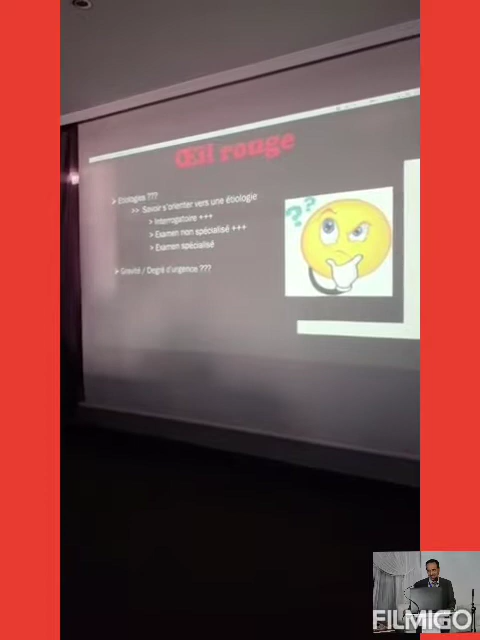 Œil rouge
> Etiologies ???
>> Savoir s'orienter vers une étiologie
> Interrogatoire +++
> Examen non spécialisé +++
> Examen spécialisé
> Gravité / Degré d'urgence ???
??
FILMIGO